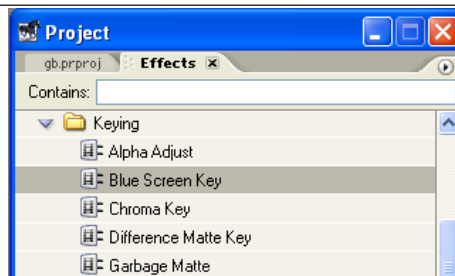 Project
gb.prproj Effects
Contains:
Keying
Alpha Adjust
Blue Screen Key
Chroma Key
Difference Matte Key
Garbage Matte